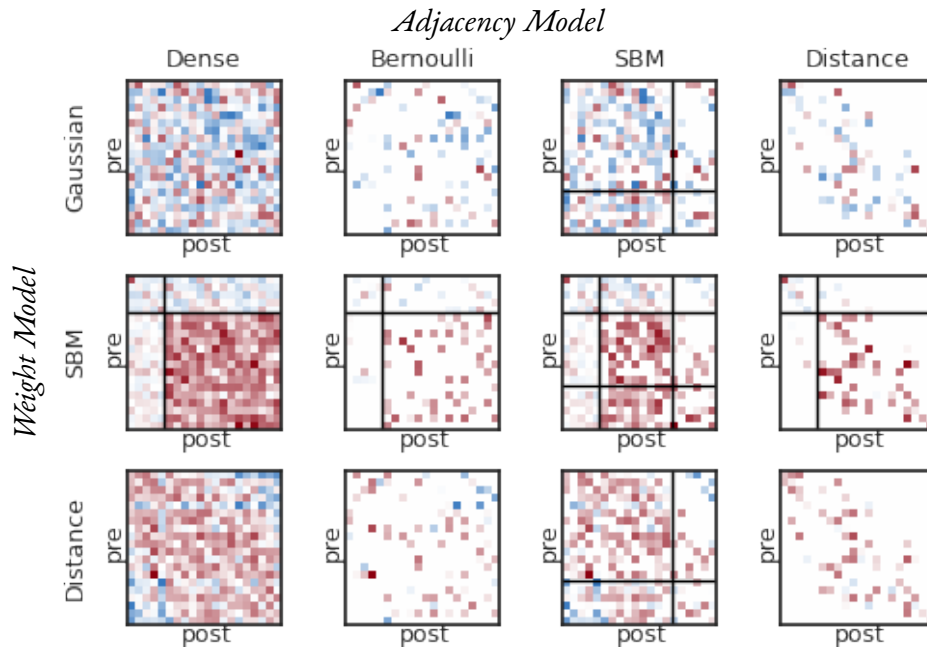 Adjacency Model
Dense Bernoulli SBM Distance
Weight Model
Gaussian
pre
post
pre
post
pre
post
pre
post
SBM
pre
post
pre
post
pre
post
pre
post
Distance
pre
post
pre
post
pre
post
pre
post